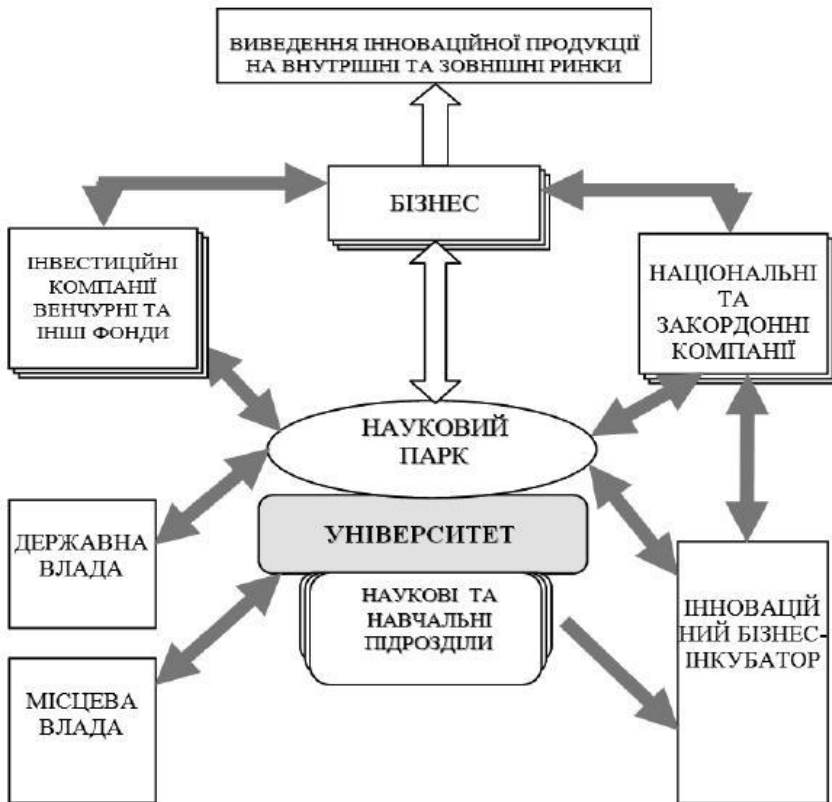 ВИВЕДЕННЯ ІННОВАЦІЙНОЇ ПРОДУКЦІЇ
НА ВНУТРІШНІ ТА ЗОВНІШНІ РИНКИ
БІЗНЕС
ІНВЕСТИЦІЙНІ
КОМПАНІЇ
ВЕНЧУРНІ ТА
ІНШІ ФОНДИ
НАЦІОНАЛЬНІ
ТА
ЗАКОРДОННІ
КОМПАНІЇ
НАУКОВИЙ
ПАРК
УНІВЕРСИТЕТ
НАУКОВІ ТА
НАВЧАЛЬНІ
ПІДРОЗДІЛИ
ДЕРЖАВНА
ВЛАДА
МІСЦЕВА
ВЛАДА
ІННОВАЦІЙ
НИЙ БІЗНЕС-
ІНКУБАТОР